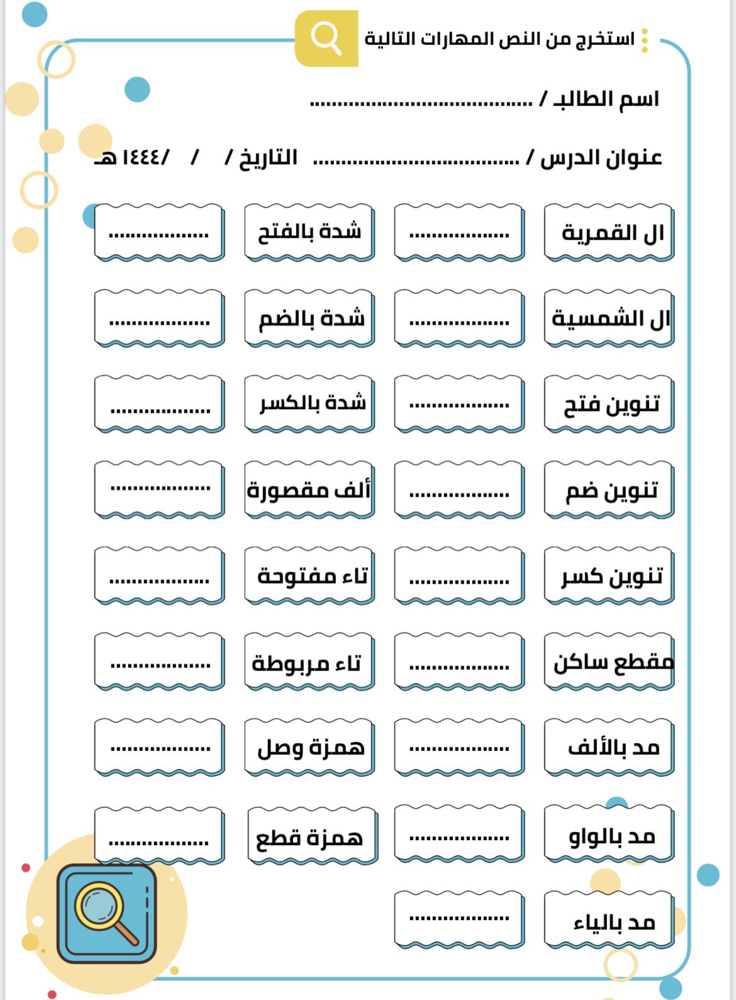 استخرج من النص المهارات التالية
اسم الطالبـ / ........................................
عنوان الدرس / ..................................... التاريخ / / /١٤٤٤ هـ
ال القمرية .................. شدة بالفتح ..................
ال الشمسية .................. شدة بالضم ..................
تنوين فتح .................. شدة بالكسر ..................
تنوين ضم .................. ألف مقصورة ..................
تنوين كسر .................. تاء مفتوحة ..................
مقطع ساكن .................. تاء مربوطة ..................
مد بالألف .................. همزة وصل ..................
مد بالواو .................. همزة قطع ..................
مد بالياء ..................